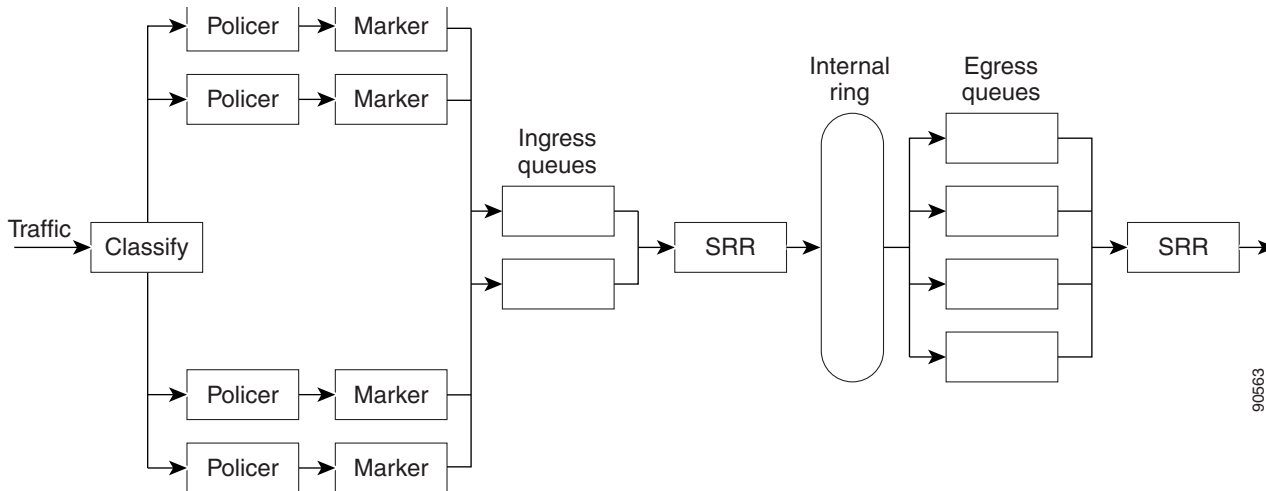 Policer
Marker
Policer
Marker
Internal
ring
Egress
queues
Ingress
queues
Traffic
Classify
SRR
SRR
Policer
Marker
Policer
Marker
90563